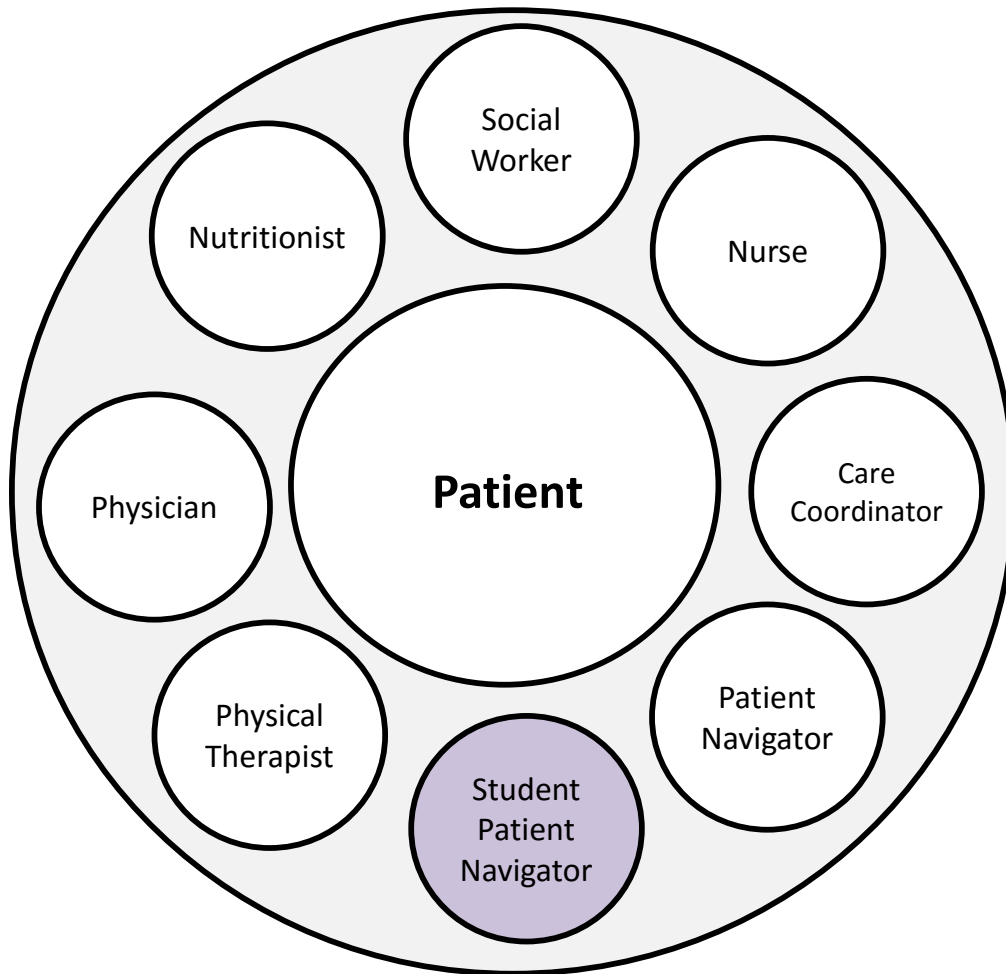 Social
Worker
Nutritionist
Nurse
Patient
Physician
Care
Coordinator
Physical
Therapist
Patient
Navigator
Student
Patient
Navigator